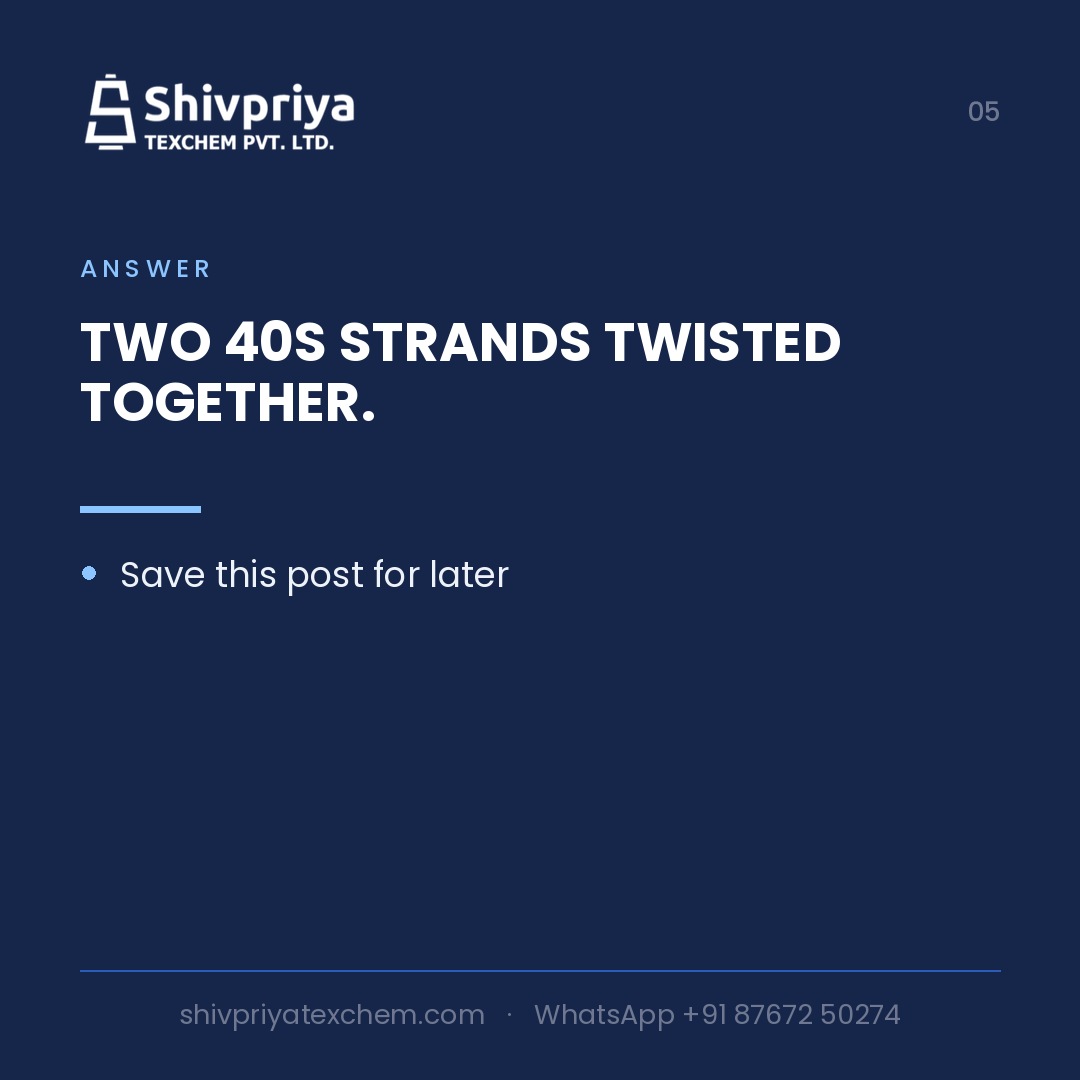 Shivpriya
TEXCHEM PVT. LTD.
05
ANSWER
TWO 40S STRANDS TWISTED
TOGETHER.
• Save this post for later
shivpriyatexchem.com · WhatsApp +91 87672 50274